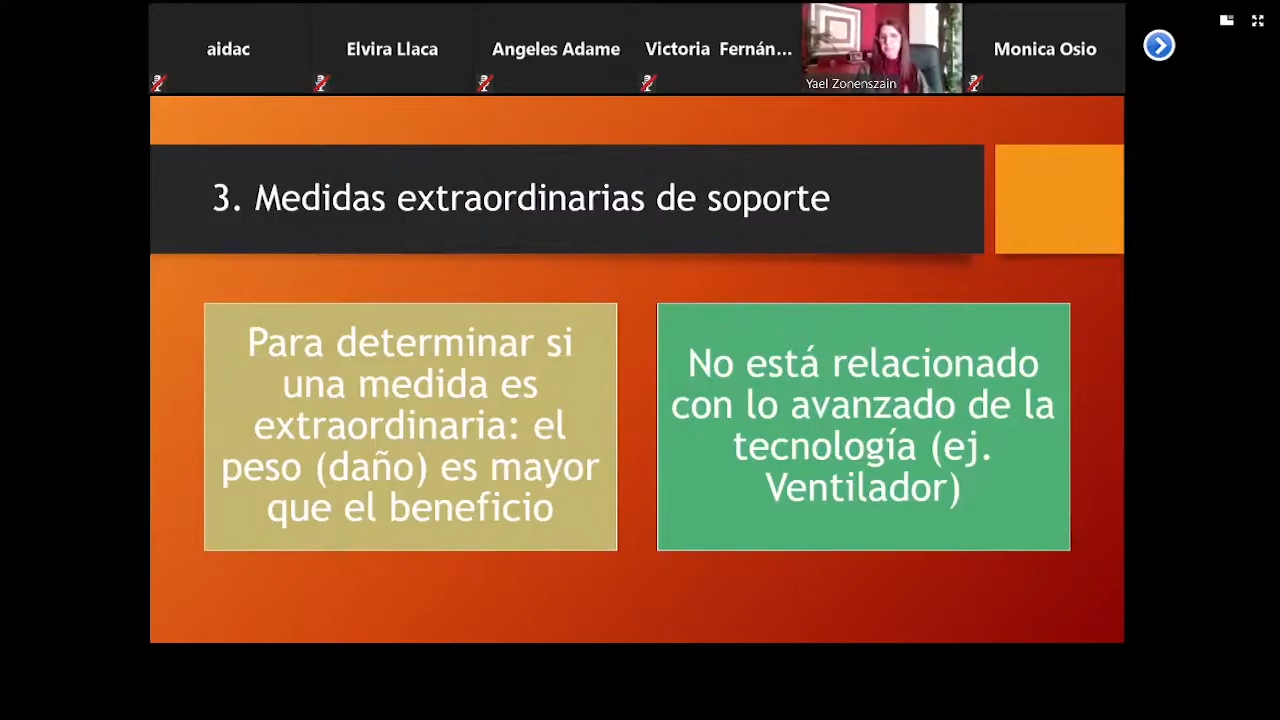 aidac
Elvira Llaca
Angeles Adame
Victoria Fernán...
Yael Zonenszain
Monica Osio
3. Medidas extraordinarias de soporte
Para determinar si
una medida es
extraordinaria: el
peso (daño) es mayor
que el beneficio
No está relacionado
con lo avanzado de la
tecnología (ej.
Ventilador)